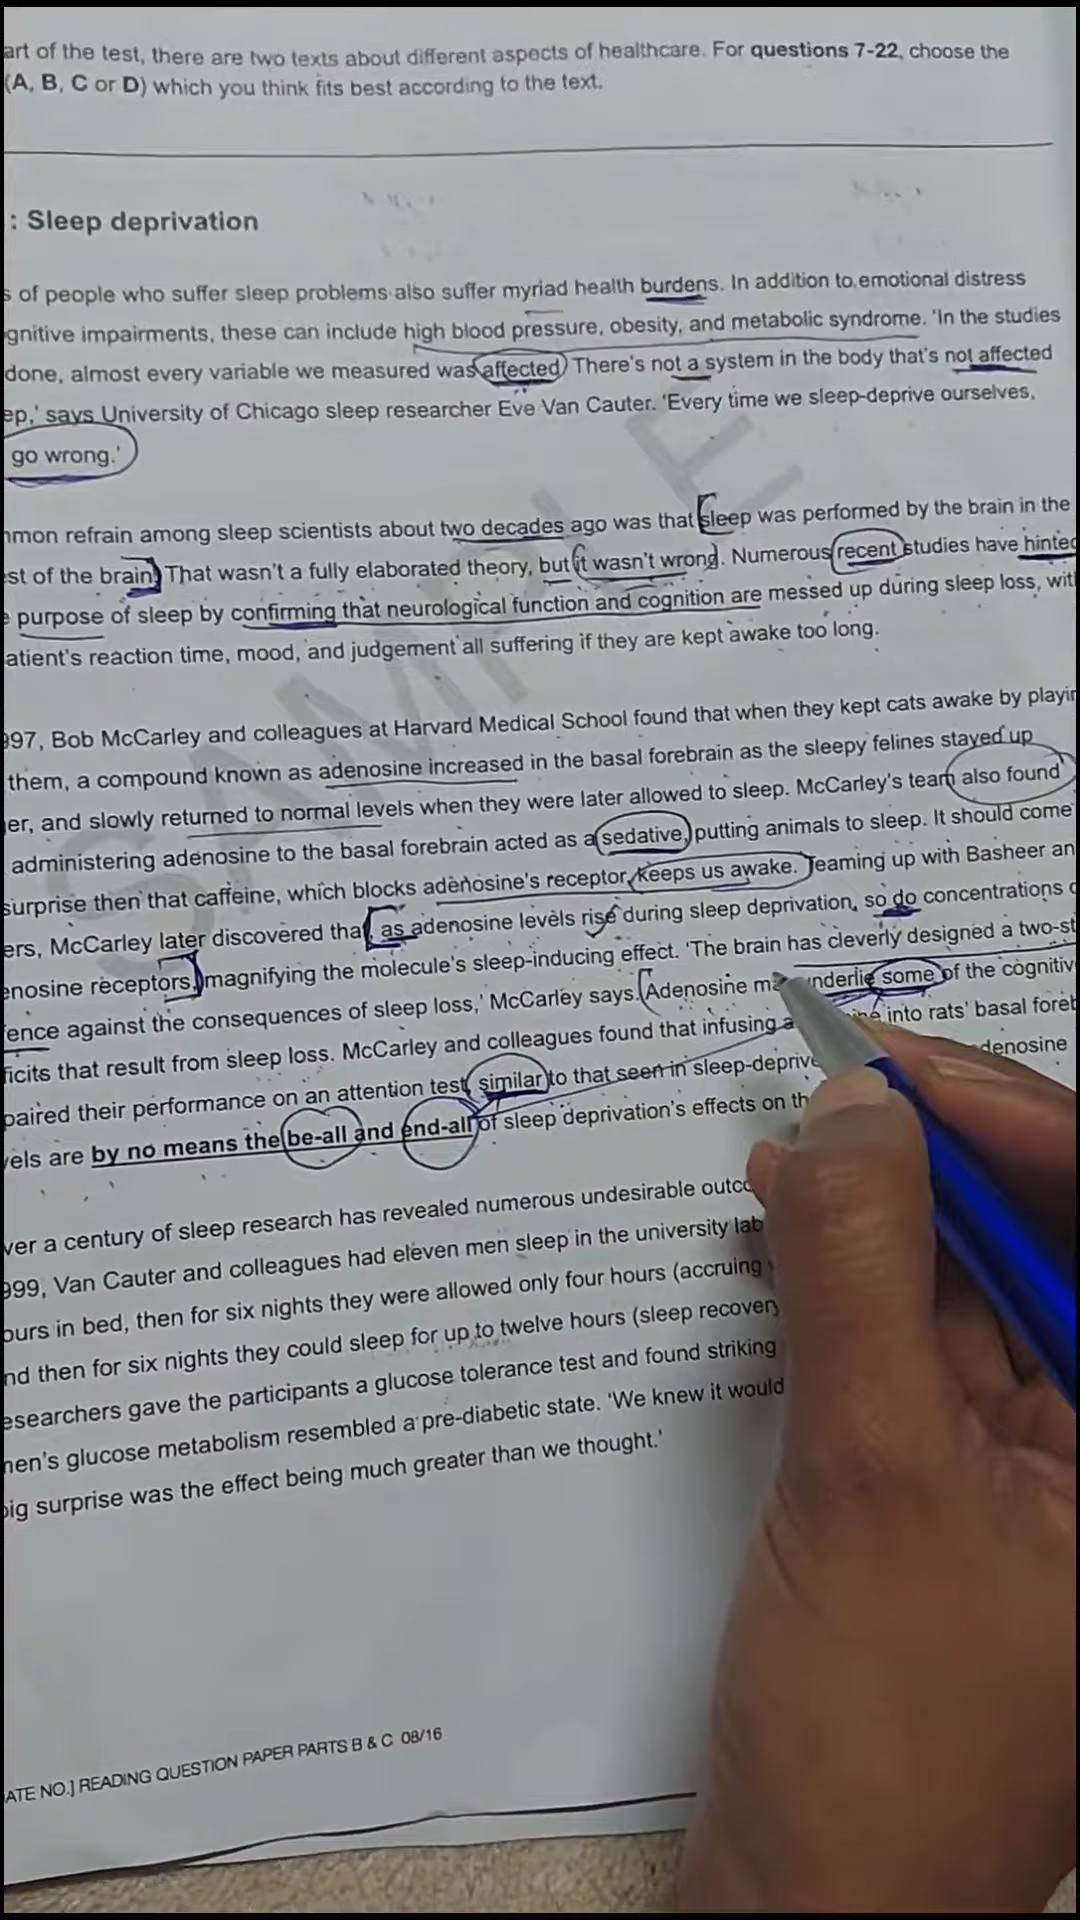 art of the test, there are two texts about different aspects of healthcare. For questions 7-22, choose the
(A, B, C or D) which you think fits best according to the text.
: Sleep deprivation
s of people who suffer sleep problems also suffer myriad health burdens. In addition to emotional distress
gnitive impairments, these can include high blood pressure, obesity, and metabolic syndrome. 'In the studies
done, almost every variable we measured was affected. There's not a system in the body that's not affected
ep,' says University of Chicago sleep researcher Eve Van Cauter. 'Every time we sleep-deprive ourselves,
go wrong.'
mmon refrain among sleep scientists about two decades ago was that sleep was performed by the brain in the
st of the brain. That wasn't a fully elaborated theory, but it wasn't wrong. Numerous recent studies have hinted
e purpose of sleep by confirming that neurological function and cognition are messed up during sleep loss, wit
atient's reaction time, mood, and judgement all suffering if they are kept awake too long.
997, Bob McCarley and colleagues at Harvard Medical School found that when they kept cats awake by playin
them, a compound known as adenosine increased in the basal forebrain as the sleepy felines stayed up
er, and slowly returned to normal levels when they were later allowed to sleep. McCarley's team also found
administering adenosine to the basal forebrain acted as a sedative, putting animals to sleep. It should come
surprise then that caffeine, which blocks adenosine's receptor, keeps us awake. Teaming up with Basheer an
ers, McCarley later discovered that, as adenosine levels rise during sleep deprivation, so do concentrations o
enosine receptors, magnifying the molecule's sleep-inducing effect. 'The brain has cleverly designed a two-st
ence against the consequences of sleep loss,' McCarley says. Adenosine ma underlie some of the cognitiv
ficits that result from sleep loss. McCarley and colleagues found that infusing a ine into rats' basal foreb
paired their performance on an attention test, similar to that seen in sleep-deprive denosine
vels are by no means the be-all and end-all of sleep deprivation's effects on th
ver a century of sleep research has revealed numerous undesirable outco
999, Van Cauter and colleagues had eleven men sleep in the university lab
ours in bed, then for six nights they were allowed only four hours (accruing
nd then for six nights they could sleep for up to twelve hours (sleep recovery
esearchers gave the participants a glucose tolerance test and found striking
men's glucose metabolism resembled a pre-diabetic state. 'We knew it would
big surprise was the effect being much greater than we thought.'
ATE NO.] READING QUESTION PAPER PARTS B & C 08/16
SAMPLE